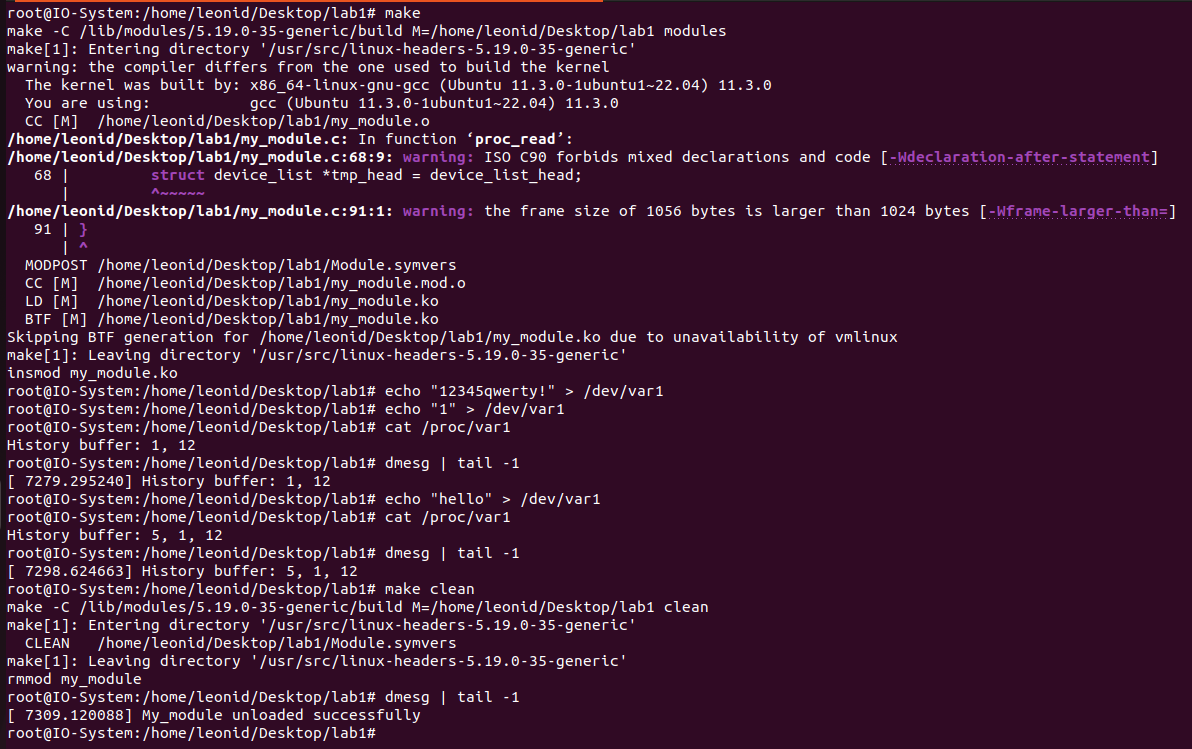 root@IO-System:/home/leonid/Desktop/lab1# make
make -C /lib/modules/5.19.0-35-generic/build M=/home/leonid/Desktop/lab1 modules
make[1]: Entering directory '/usr/src/linux-headers-5.19.0-35-generic'
warning: the compiler differs from the one used to build the kernel
  The kernel was built by: x86_64-linux-gnu-gcc (Ubuntu 11.3.0-1ubuntu1~22.04) 11.3.0
  You are using:           gcc (Ubuntu 11.3.0-1ubuntu1~22.04) 11.3.0
  CC [M]  /home/leonid/Desktop/lab1/my_module.o
/home/leonid/Desktop/lab1/my_module.c: In function ‘proc_read’:
/home/leonid/Desktop/lab1/my_module.c:68:9: warning: ISO C90 forbids mixed declarations and code [-Wdeclaration-after-statement]
   68 |         struct device_list *tmp_head = device_list_head;
      |         ^~~~~~
/home/leonid/Desktop/lab1/my_module.c:91:1: warning: the frame size of 1056 bytes is larger than 1024 bytes [-Wframe-larger-than=]
   91 | }
      | ^
  MODPOST /home/leonid/Desktop/lab1/Module.symvers
  CC [M]  /home/leonid/Desktop/lab1/my_module.mod.o
  LD [M]  /home/leonid/Desktop/lab1/my_module.ko
  BTF [M] /home/leonid/Desktop/lab1/my_module.ko
Skipping BTF generation for /home/leonid/Desktop/lab1/my_module.ko due to unavailability of vmlinux
make[1]: Leaving directory '/usr/src/linux-headers-5.19.0-35-generic'
insmod my_module.ko
root@IO-System:/home/leonid/Desktop/lab1# echo "12345qwerty!" > /dev/var1
root@IO-System:/home/leonid/Desktop/lab1# echo "1" > /dev/var1
root@IO-System:/home/leonid/Desktop/lab1# cat /proc/var1
History buffer: 1, 12
root@IO-System:/home/leonid/Desktop/lab1# dmesg | tail -1
[ 7279.295240] History buffer: 1, 12
root@IO-System:/home/leonid/Desktop/lab1# echo "hello" > /dev/var1
root@IO-System:/home/leonid/Desktop/lab1# cat /proc/var1
History buffer: 5, 1, 12
root@IO-System:/home/leonid/Desktop/lab1# dmesg | tail -1
[ 7298.624663] History buffer: 5, 1, 12
root@IO-System:/home/leonid/Desktop/lab1# make clean
make -C /lib/modules/5.19.0-35-generic/build M=/home/leonid/Desktop/lab1 clean
make[1]: Entering directory '/usr/src/linux-headers-5.19.0-35-generic'
  CLEAN   /home/leonid/Desktop/lab1/Module.symvers
make[1]: Leaving directory '/usr/src/linux-headers-5.19.0-35-generic'
rmmod my_module
root@IO-System:/home/leonid/Desktop/lab1# dmesg | tail -1
[ 7309.120088] My_module unloaded successfully
root@IO-System:/home/leonid/Desktop/lab1#